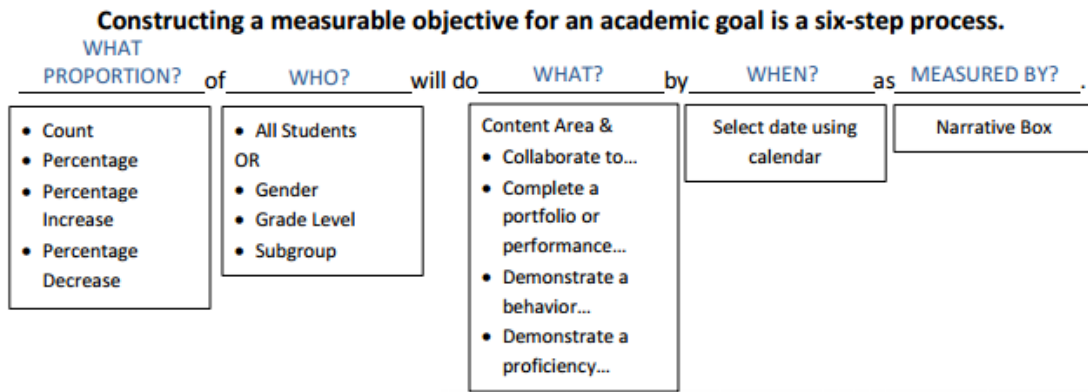 Constructing a measurable objective for an academic goal is a six-step process.
WHAT
PROPORTION? of WHO? will do WHAT? by WHEN? as MEASURED BY?.
• Count
• Percentage
• Percentage
Increase
• Percentage
Decrease
• All Students
OR
• Gender
• Grade Level
• Subgroup
Content Area &
• Collaborate to…
• Complete a
portfolio or
performance…
• Demonstrate a
behavior…
• Demonstrate a
proficiency…
Select date using
calendar
Narrative Box